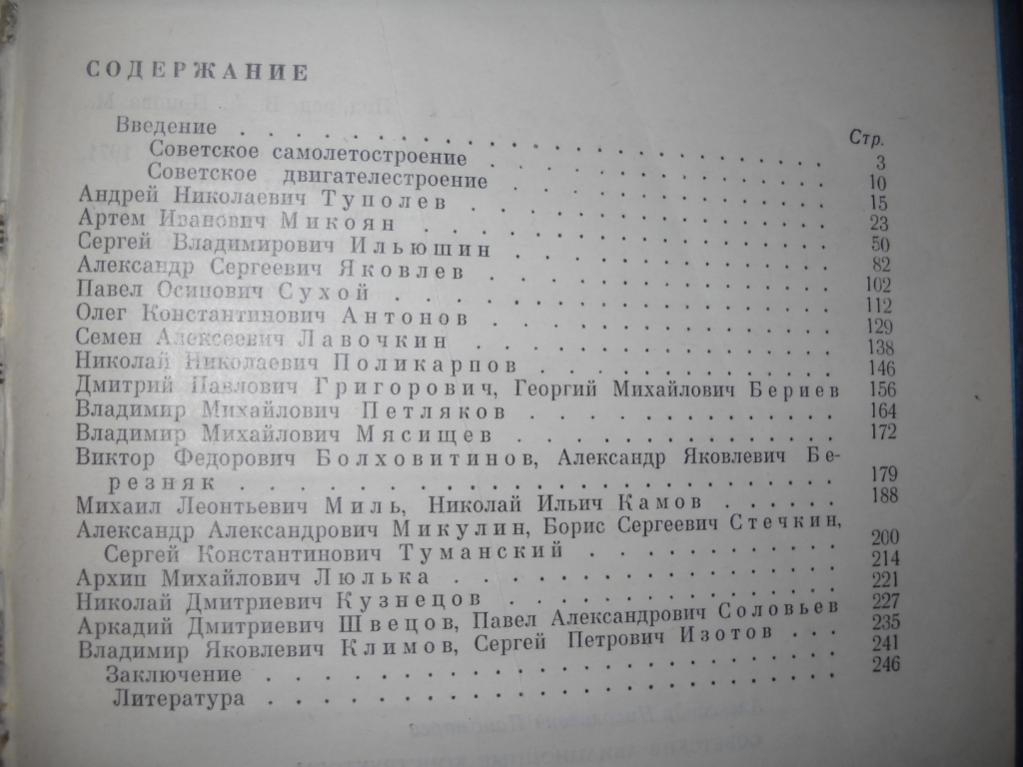 СОДЕРЖАНИЕ
Стр.
Введение . . . . . . . . . . . . . . . . . . . . 3
Советское самолетостроение . . . . . . . . . . . . 10
Советское двигателестроение . . . . . . . . . . . . 15
Андрей Николаевич Туполев . . . . . . . . . . . . 23
Артем Иванович Микоян . . . . . . . . . . . . . . 50
Сергей Владимирович Ильюшин . . . . . . . . . . . . 82
Александр Сергеевич Яковлев . . . . . . . . . . . . 102
Павел Осипович Сухой . . . . . . . . . . . . . . 112
Олег Константинович Антонов . . . . . . . . . . . . 129
Семен Алексеевич Лавочкин . . . . . . . . . . . . 138
Николай Николаевич Поликарпов . . . . . . . . . . 146
Дмитрий Павлович Григорович, Георгий Михайлович Бериев 156
Владимир Михайлович Петляков . . . . . . . . . . 164
Владимир Михайлович Мясищев . . . . . . . . . . . 172
Виктор Федорович Болховитинов, Александр Яковлевич Бе-
резняк . . . . . . . . . . . . . . . . . . . . 179
Михаил Леонтьевич Миль, Николай Ильич Камов . . . . . . 188
Александр Александрович Микулин, Борис Сергеевич Стечкин,
Сергей Константинович Туманский . . . . . . . . . 200
Архип Михайлович Люлька . . . . . . . . . . . . . 214
Николай Дмитриевич Кузнецов . . . . . . . . . . . 221
Аркадий Дмитриевич Швецов, Павел Александрович Соловьев 227
Владимир Яковлевич Климов, Сергей Петрович Изотов . . . 235
Заключение . . . . . . . . . . . . . . . . . . . 241
Литература . . . . . . . . . . . . . . . . . . . 246